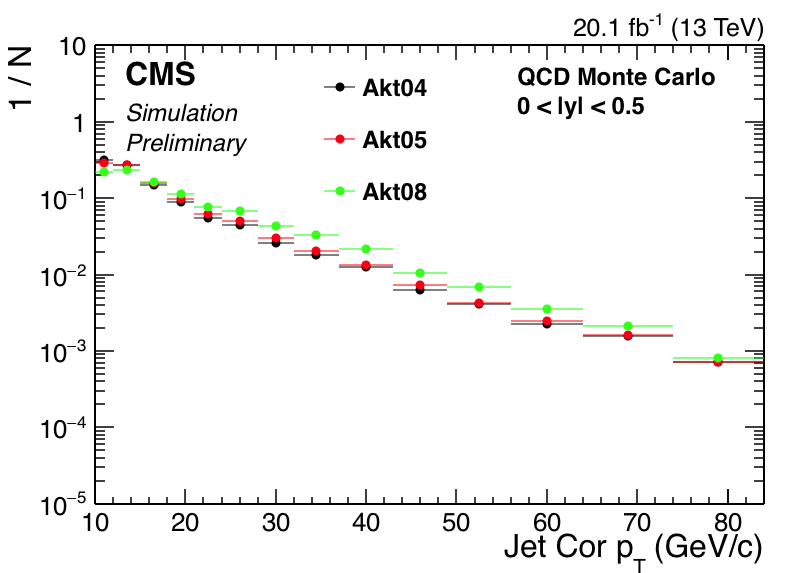 20.1 fb⁻¹ (13 TeV)
1 / N
10
1
10⁻¹
10⁻²
10⁻³
10⁻⁴
10⁻⁵
CMS
Simulation
Preliminary
Akt04
Akt05
Akt08
QCD Monte Carlo
0 < |y| < 0.5
10 20 30 40 50 60 70 80
Jet Cor p_T (GeV/c)